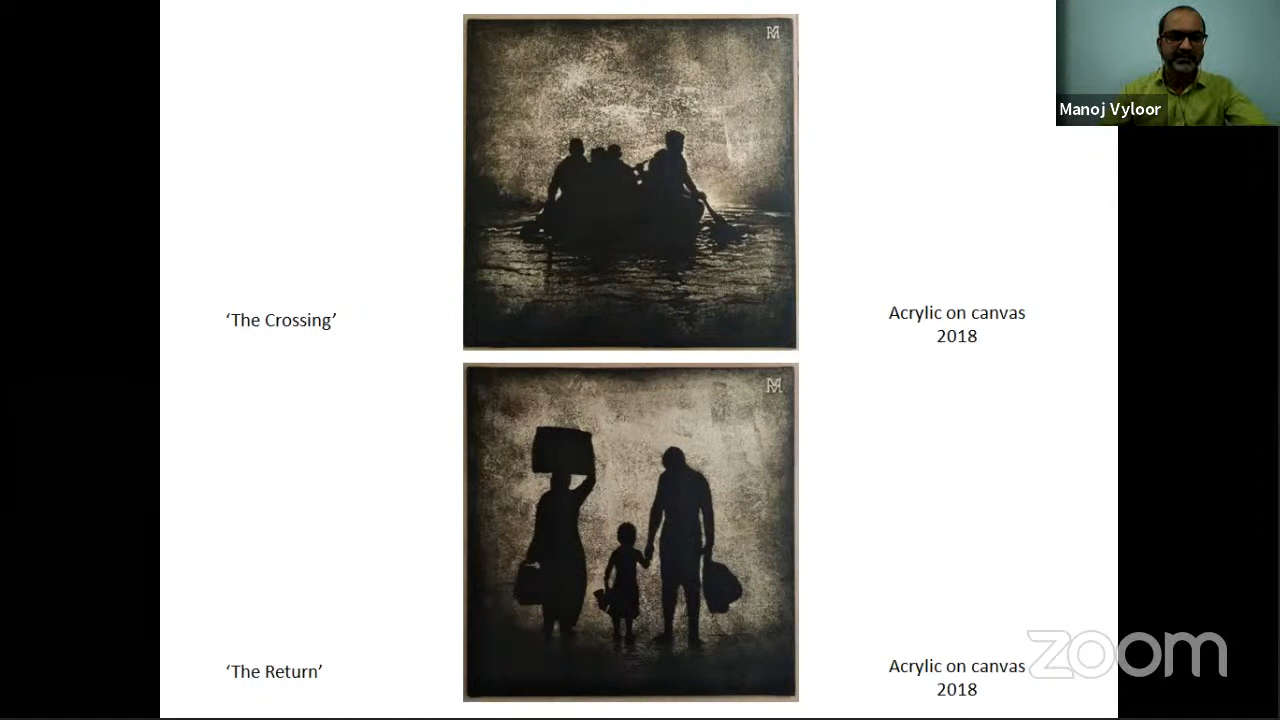 Manoj Vyloor
‘The Crossing’
Acrylic on canvas
2018
‘The Return’
Acrylic on canvas
2018
zoom